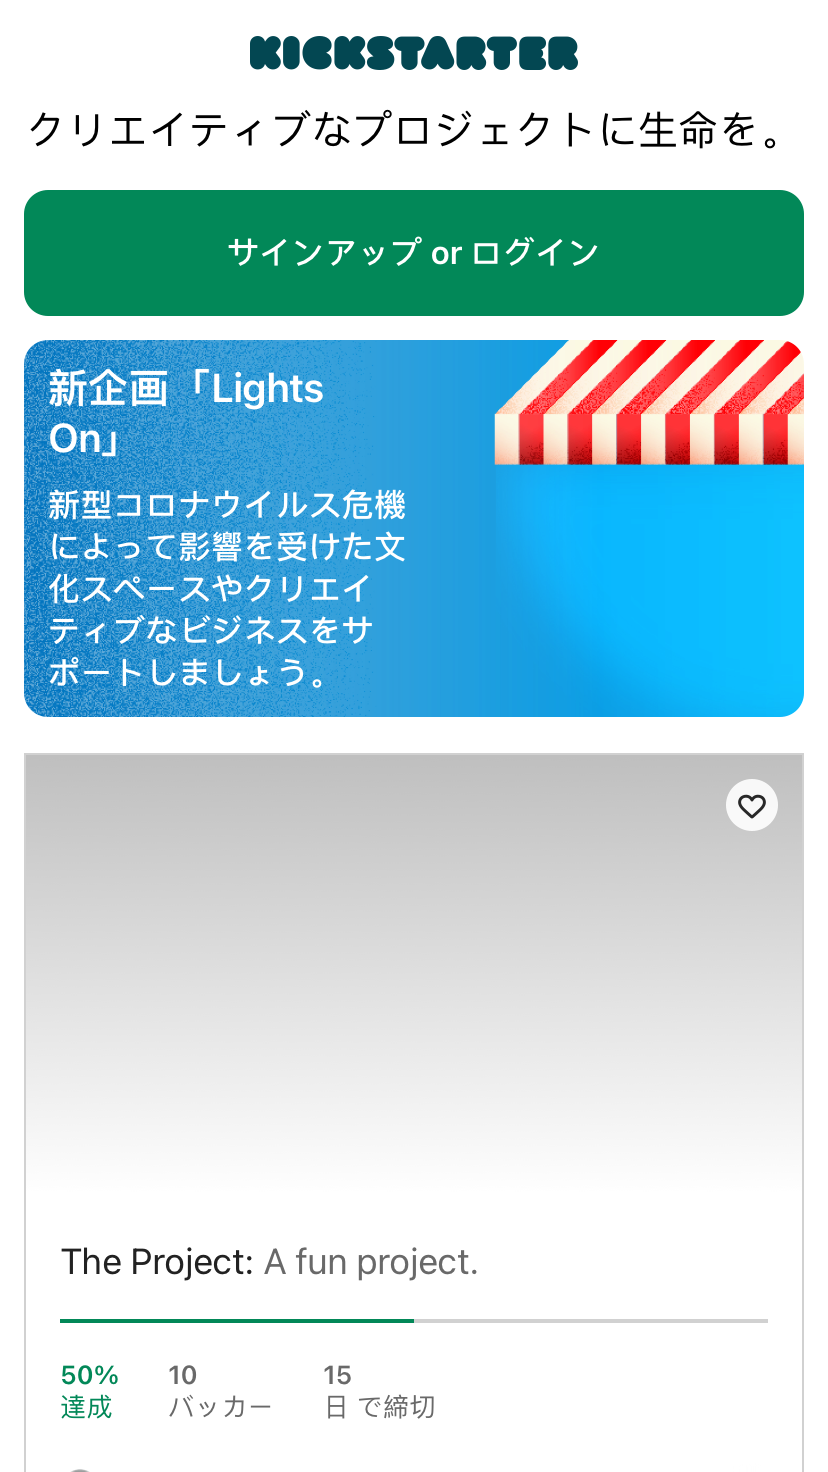 KICKSTARTER
クリエイティブなプロジェクトに生命を。
サインアップ or ログイン
新企画「Lights
On」
新型コロナウイルス危機
によって影響を受けた文
化スペースやクリエイ
ティブなビジネスをサ
ポートしましょう。
The Project: A fun project.
50% 10 15
達成 バッカー 日 で締切